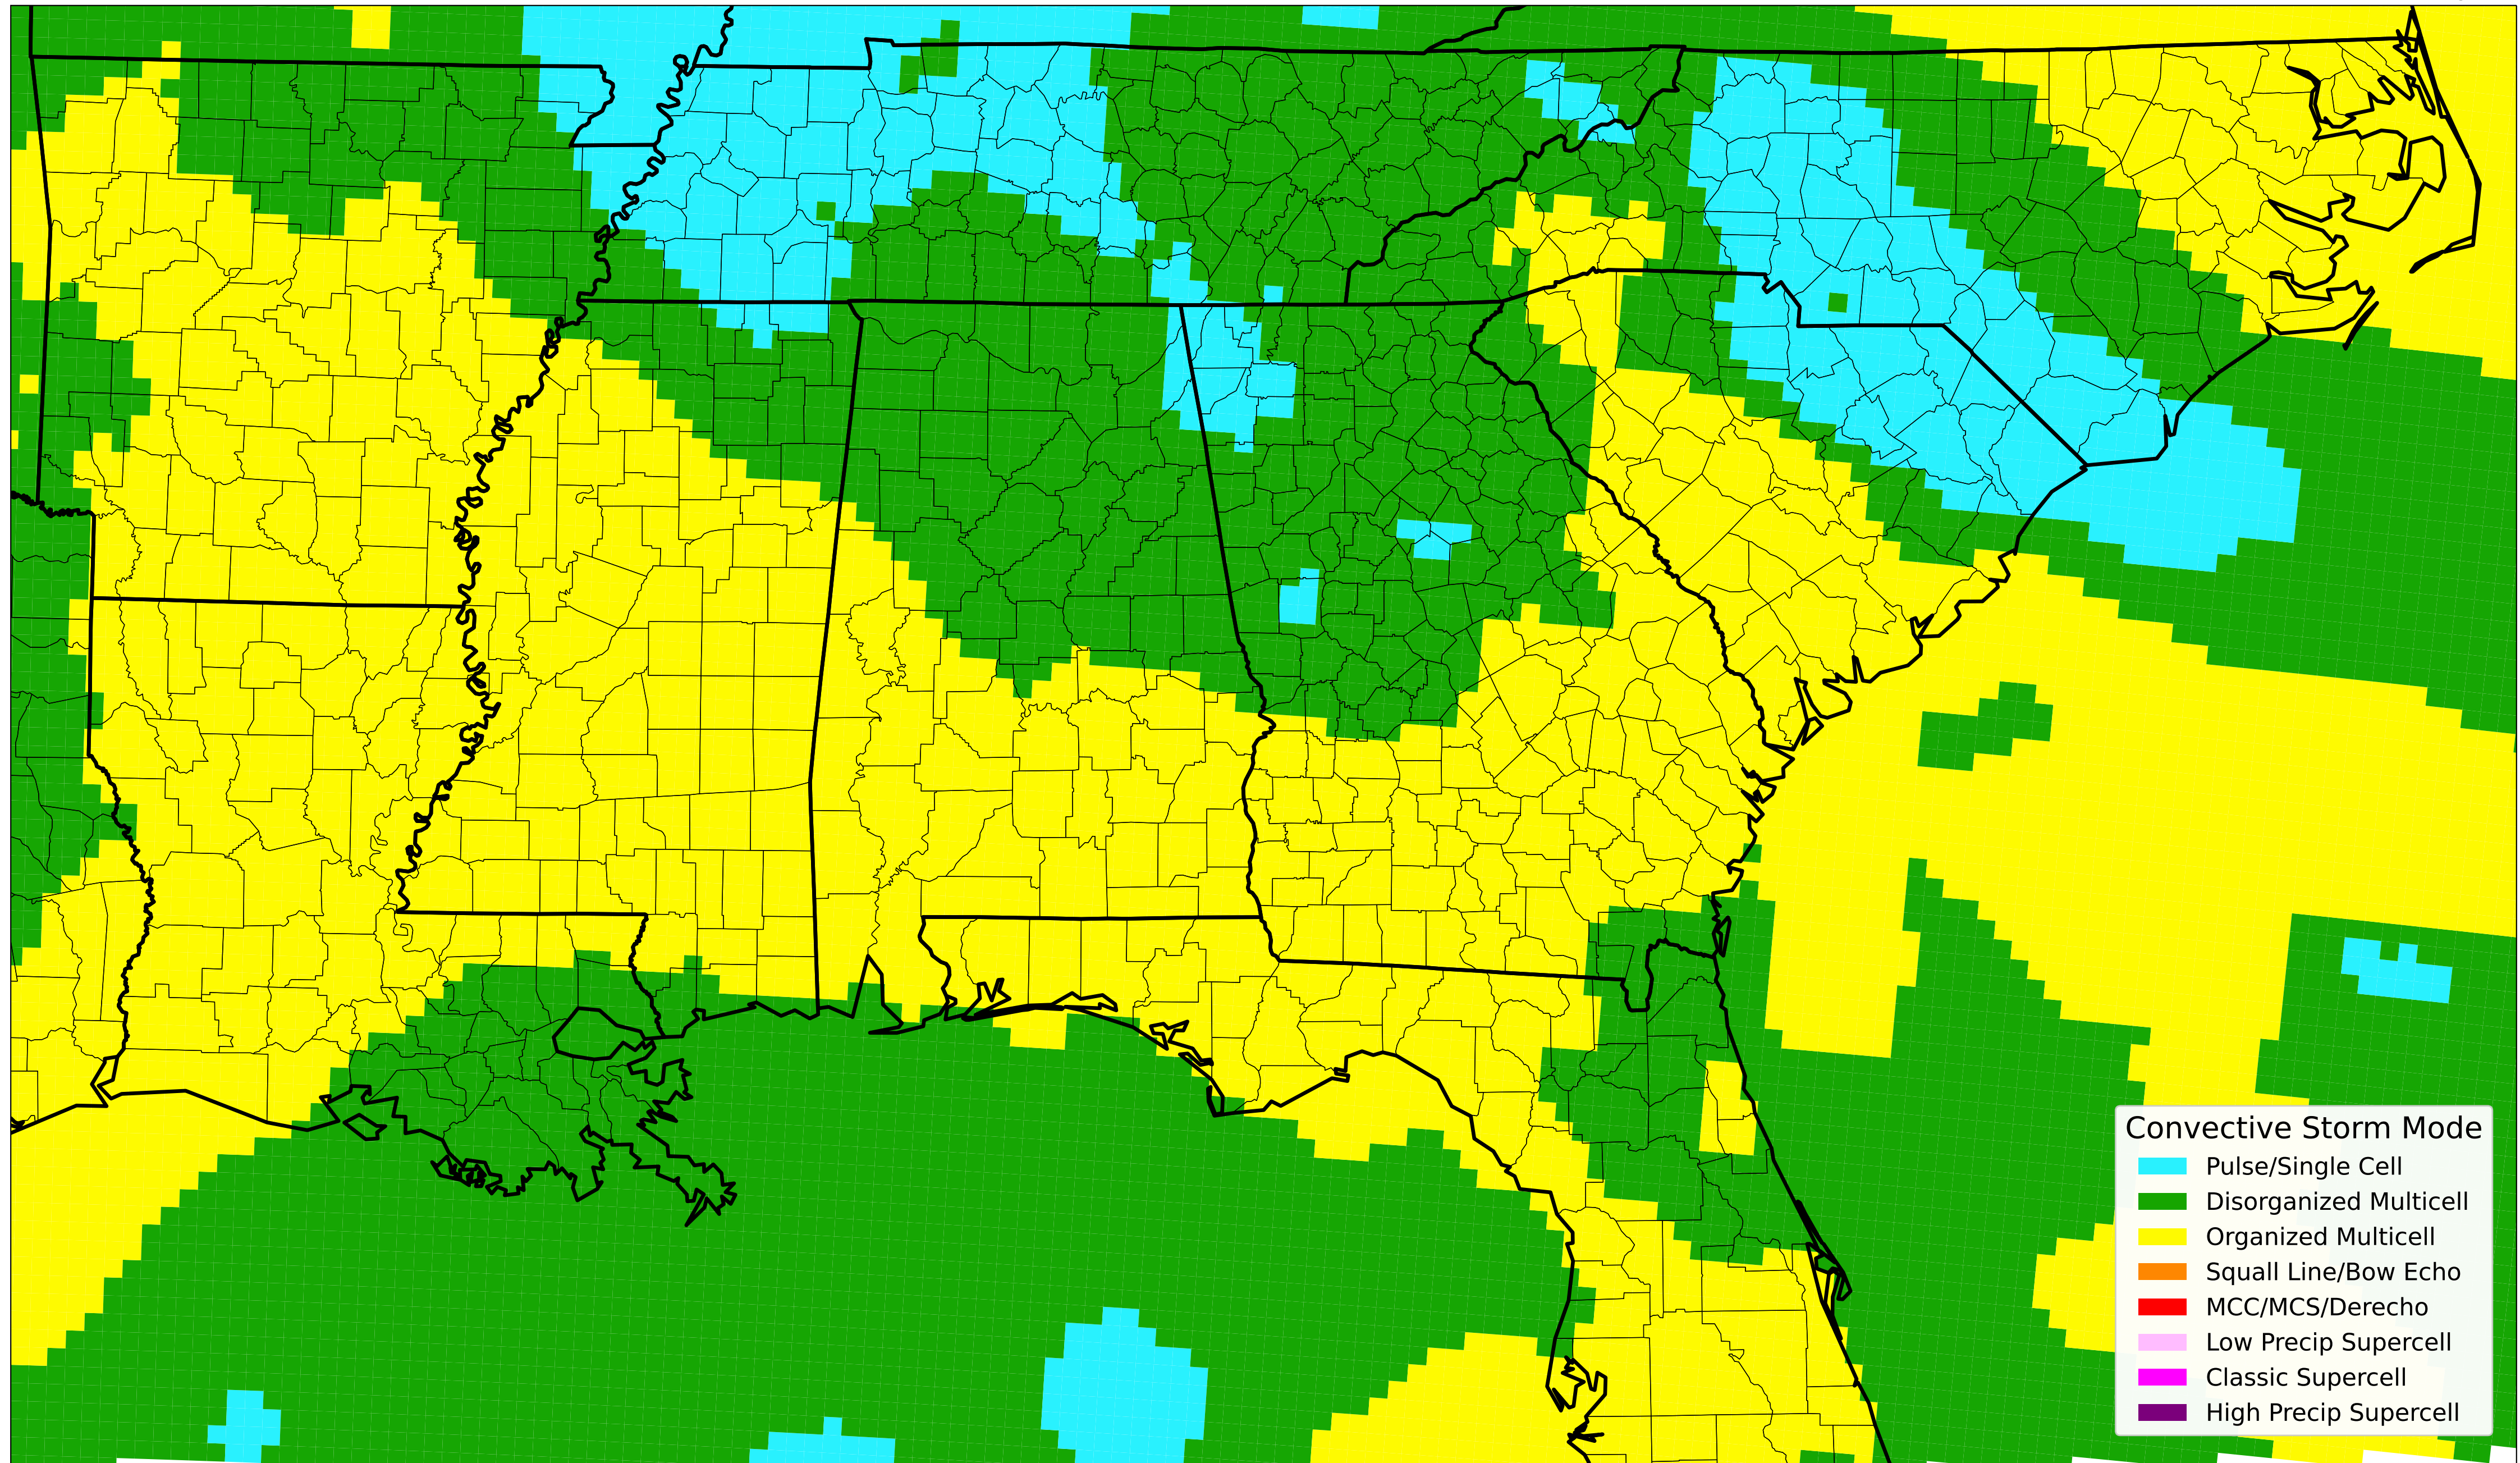 Convective Storm Mode
Pulse/Single Cell
Disorganized Multicell
Organized Multicell
Squall Line/Bow Echo
MCC/MCS/Derecho
Low Precip Supercell
Classic Supercell
High Precip Supercell